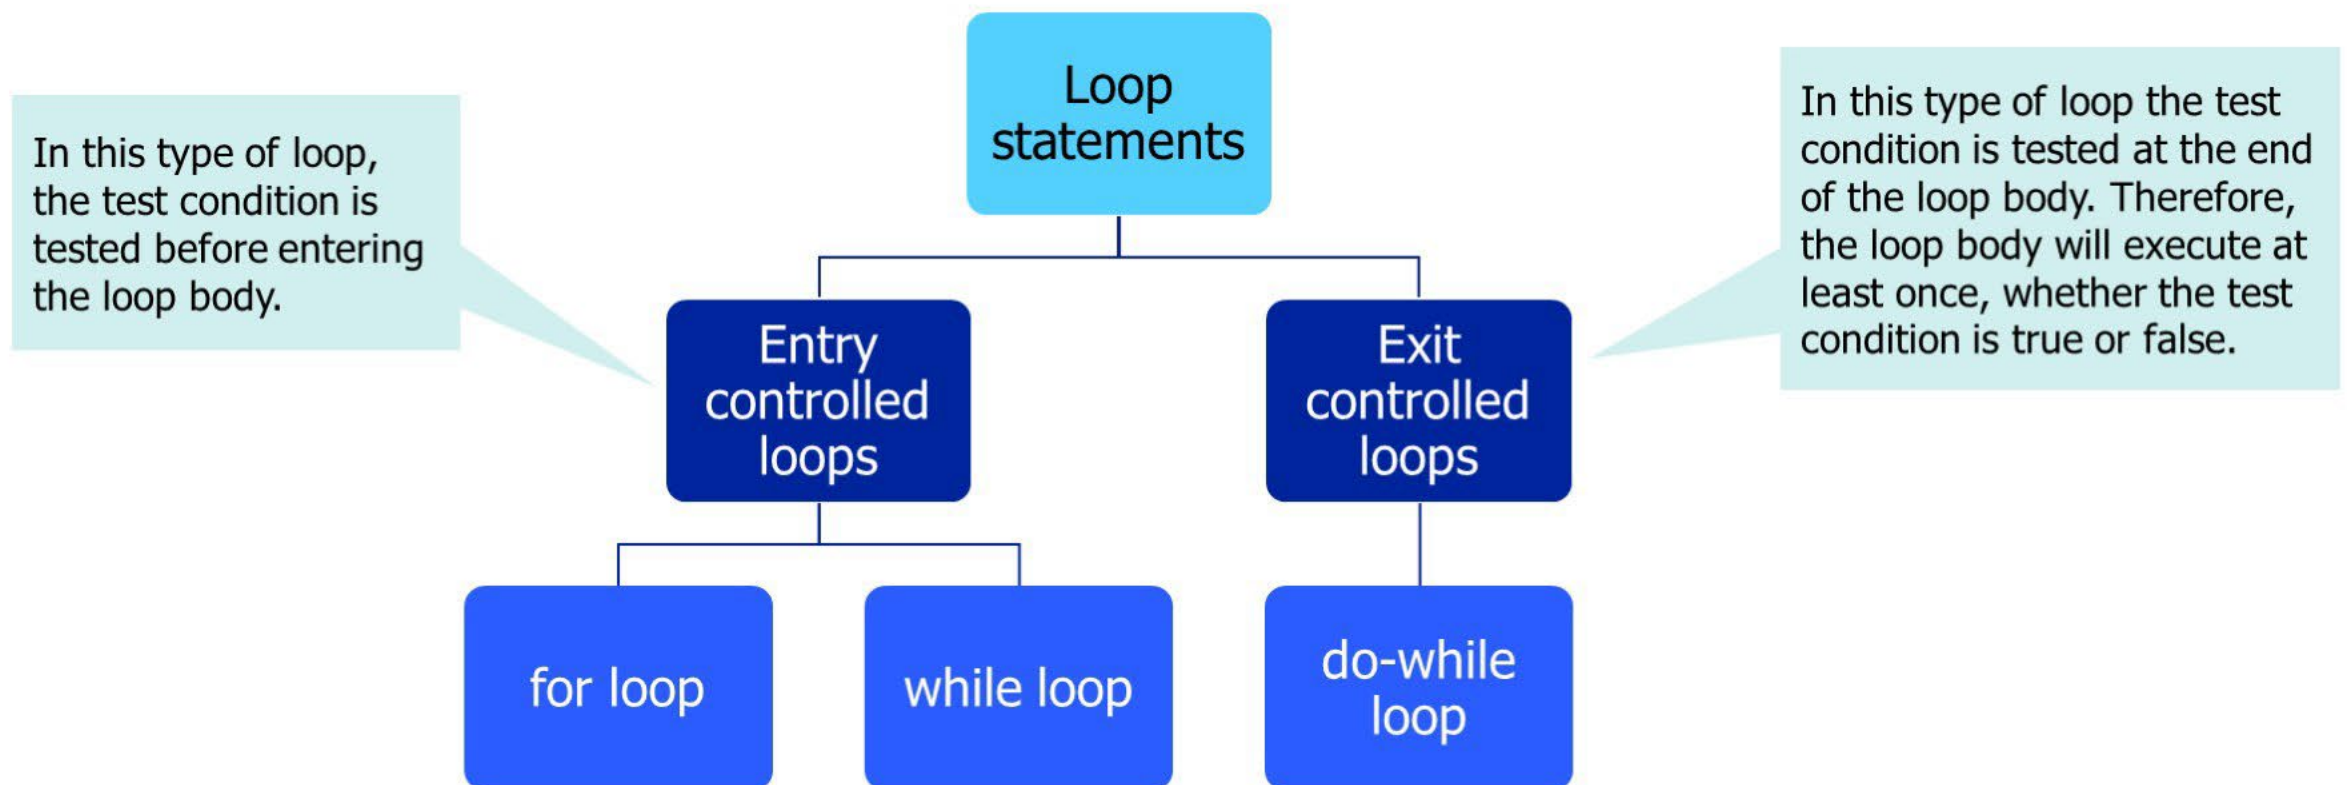 Loop
statements
In this type of loop,
the test condition is
tested before entering
the loop body.
In this type of loop the test
condition is tested at the end
of the loop body. Therefore,
the loop body will execute at
least once, whether the test
condition is true or false.
Entry
controlled
loops
Exit
controlled
loops
for loop
while loop
do-while
loop